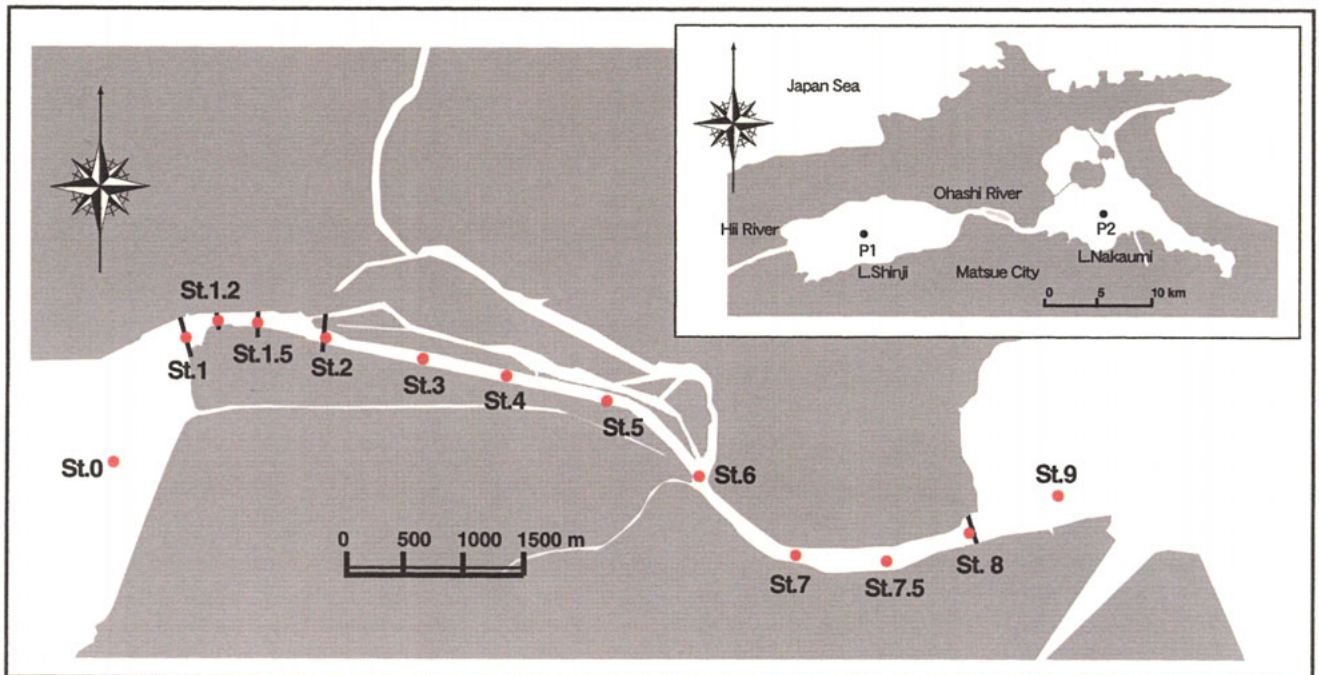 Japan Sea
Ohashi River
Hii River
P1
P2
L.Shinji
Matsue City
L.Nakaumi
0 5 10 km
St.1.2
St.1
St.1.5
St.2
St.3
St.4
St.5
St.0
St.6
St.9
0 500 1000 1500 m
St.7
St.7.5
St. 8